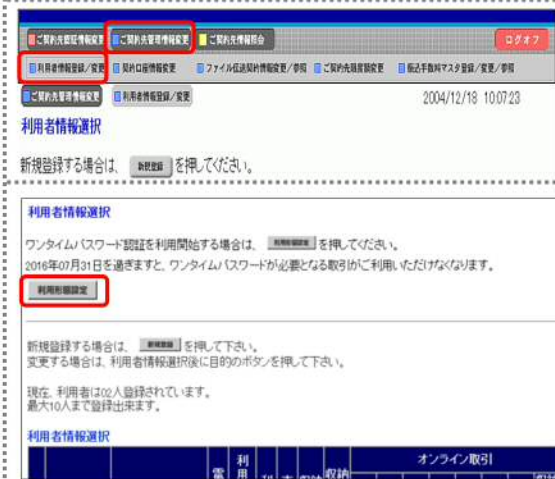 ご契約先認証情報変更 ご契約先管理情報変更 ご契約先情報照会 ログオフ
利用者情報登録/変更 契約口座情報変更 ファイル伝送契約情報変更/参照 ご契約先限度額変更 振込手数料マスタ登録/変更/参照
ご契約先管理情報変更 利用者情報登録/変更 2004/12/18 10:07:23
利用者情報選択
新規登録する場合は、 新規登録 を押してください。
利用者情報選択
ワンタイムパスワード認証を利用開始する場合は、 利用形態設定 を押してください。
2016年07月31日を過ぎますと、ワンタイムパスワードが必要となる取引がご利用いただけなくなります。
利用形態設定
新規登録する場合は、 新規登録 を押して下さい。
変更する場合は、利用者情報選択後に目的のボタンを押して下さい。
現在、利用者は02人登録されています。
最大10人まで登録出来ます。
利用者情報選択
オンライン取引